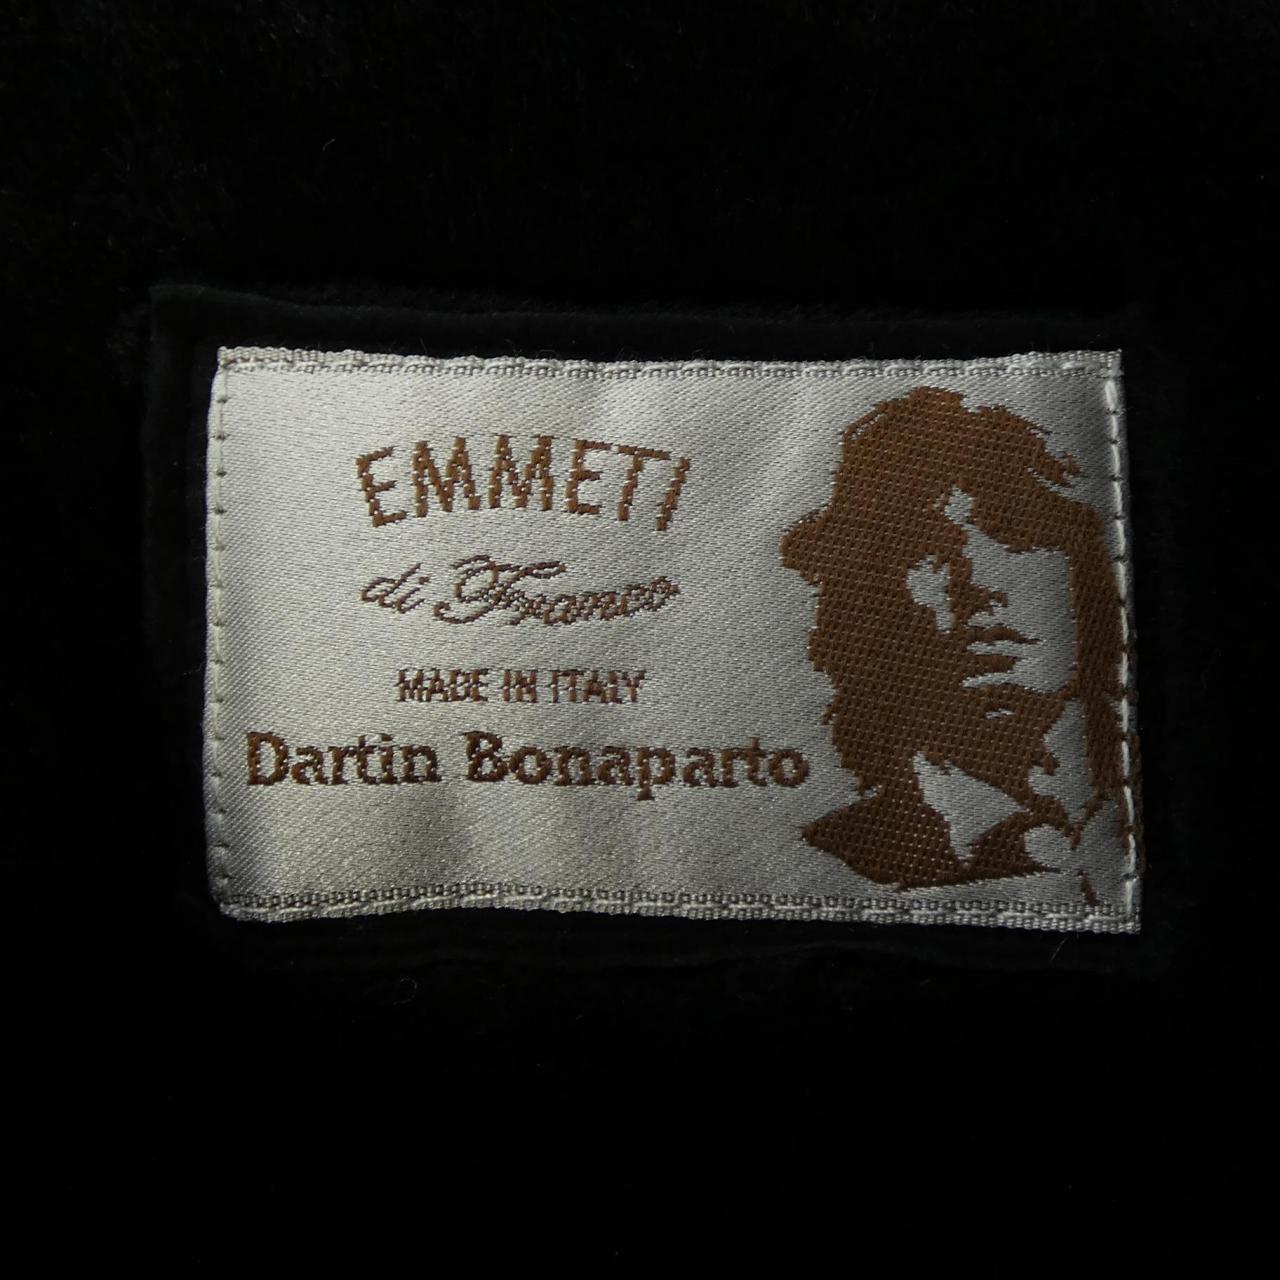 EMMETI
di Franco
MADE IN ITALY
Dartin Bonaparto